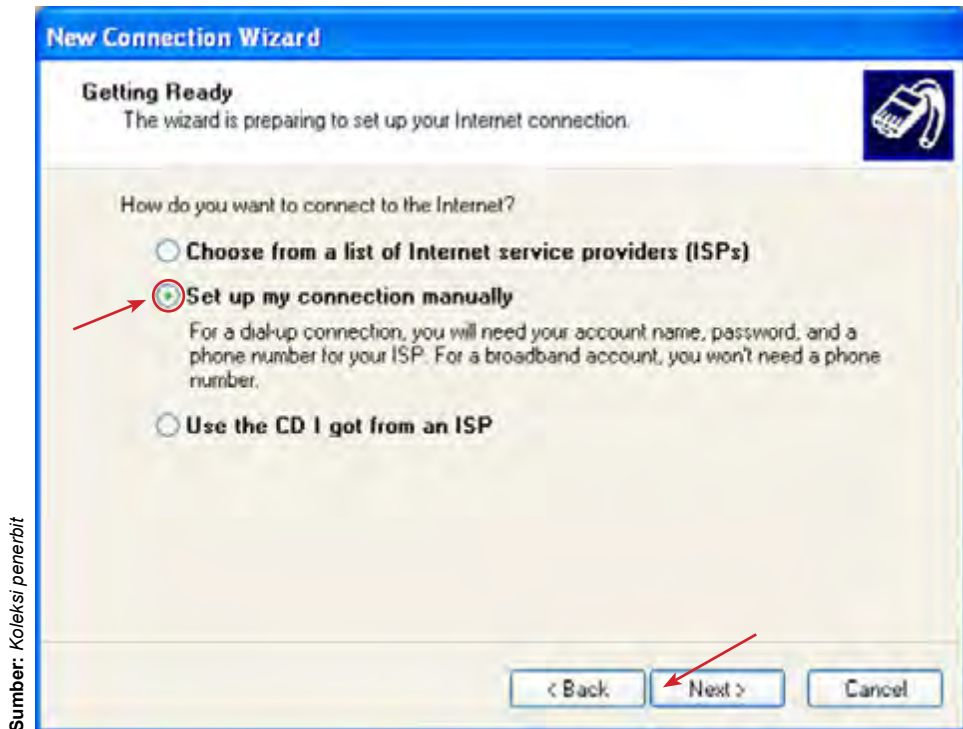 New Connection Wizard
Getting Ready
The wizard is preparing to set up your Internet connection.
How do you want to connect to the Internet?
Choose from a list of Internet service providers (ISPs)
Set up my connection manually
For a dial-up connection, you will need your account name, password, and a
phone number for your ISP. For a broadband account, you won't need a phone
number.
Use the CD I got from an ISP
< Back
Next >
Cancel
Sumber: Koleksi penerbit